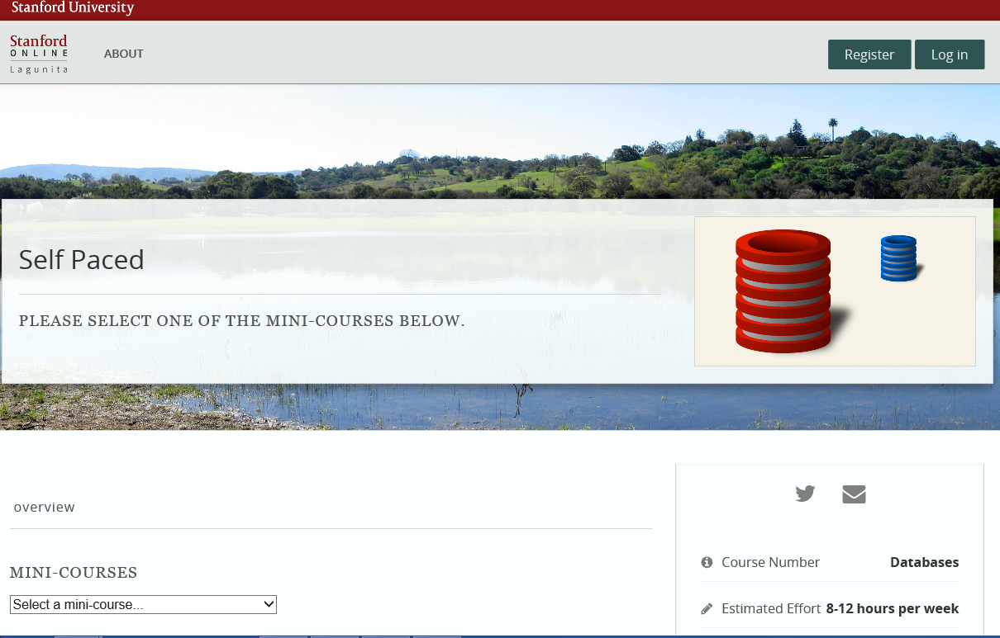 Stanford University
Stanford
ONLINE
Lagunita
ABOUT
Register
Log in
Self Paced
PLEASE SELECT ONE OF THE MINI-COURSES BELOW.
overview
MINI-COURSES
Select a mini-course...
Course Number Databases
Estimated Effort 8-12 hours per week